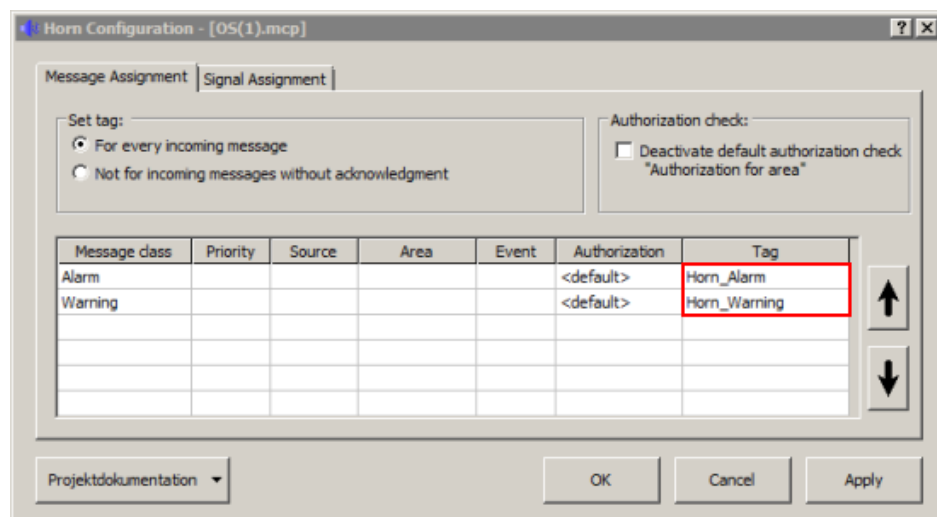 Horn Configuration - [OS(1).mcp]
Message Assignment Signal Assignment
Set tag:
For every incoming message
Not for incoming messages without acknowledgment
Authorization check:
Deactivate default authorization check
"Authorization for area"
Message class Priority Source Area Event Authorization Tag
Alarm <default> Horn_Alarm
Warning <default> Horn_Warning
Projektdokumentation OK Cancel Apply